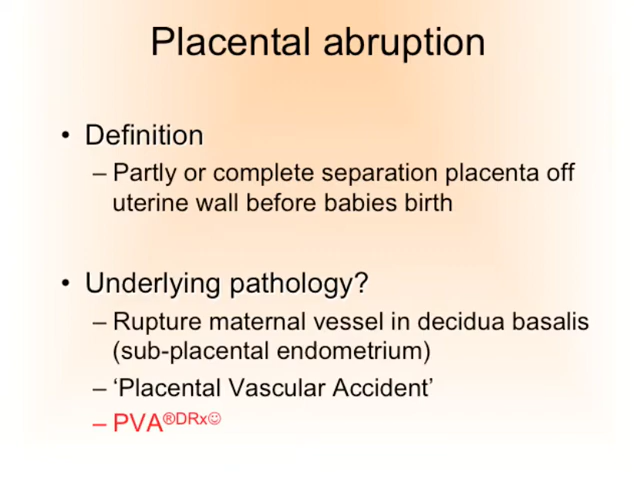 Placental abruption
• Definition
– Partly or complete separation placenta off
uterine wall before babies birth
• Underlying pathology?
– Rupture maternal vessel in decidua basalis
(sub-placental endometrium)
– ‘Placental Vascular Accident’
– PVA®DRx☺